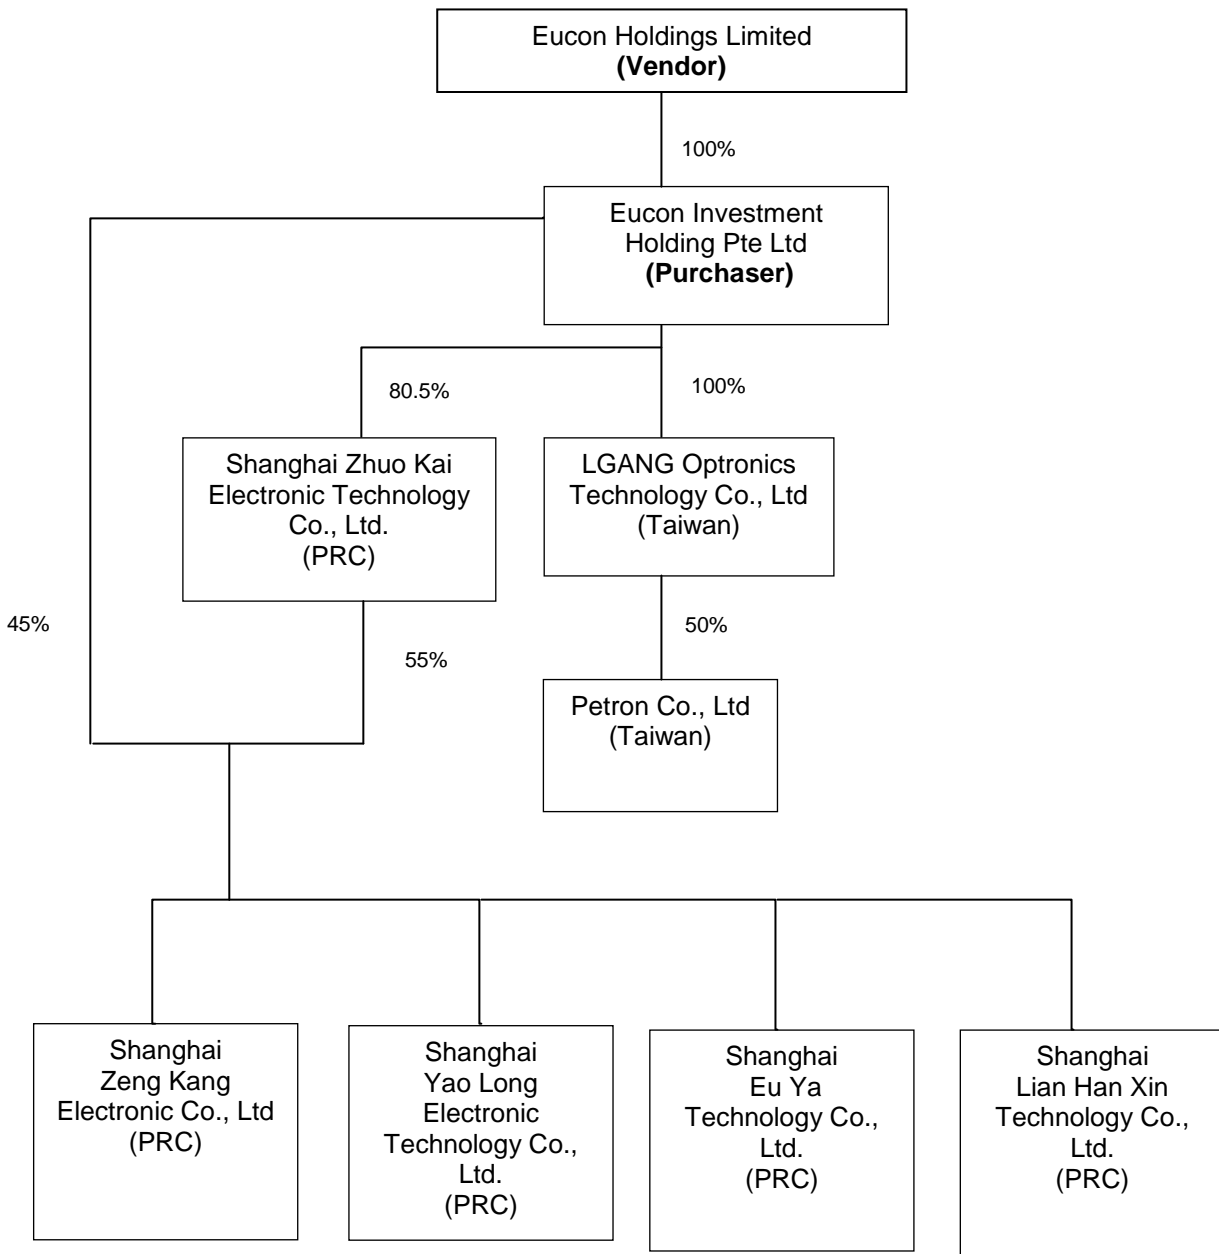 Eucon Holdings Limited
(Vendor)
100%
Eucon Investment
Holding Pte Ltd
(Purchaser)
80.5%
100%
Shanghai Zhuo Kai
Electronic Technology
Co., Ltd.
(PRC)
LGANG Optronics
Technology Co., Ltd
(Taiwan)
45%
55%
50%
Petron Co., Ltd
(Taiwan)
Shanghai
Zeng Kang
Electronic Co., Ltd
(PRC)
Shanghai
Yao Long
Electronic
Technology Co.,
Ltd.
(PRC)
Shanghai
Eu Ya
Technology Co.,
Ltd.
(PRC)
Shanghai
Lian Han Xin
Technology Co.,
Ltd.
(PRC)